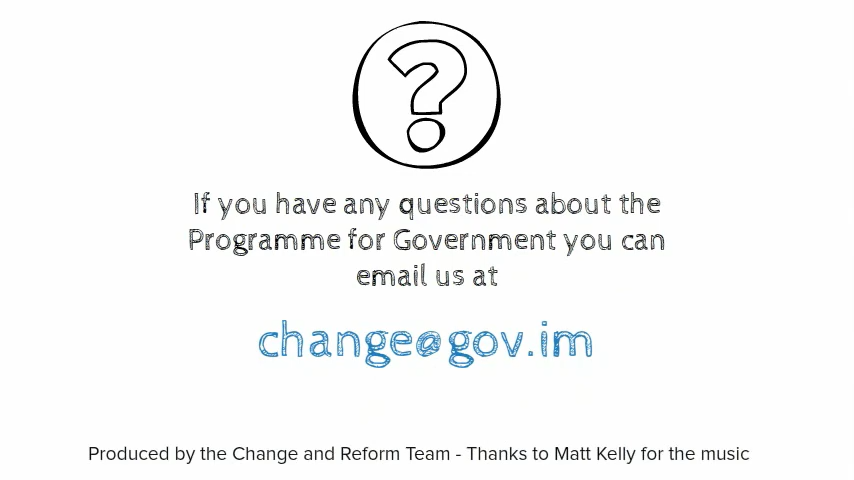 If you have any questions about the
Programme for Government you can
email us at
change@gov.im
Produced by the Change and Reform Team - Thanks to Matt Kelly for the music